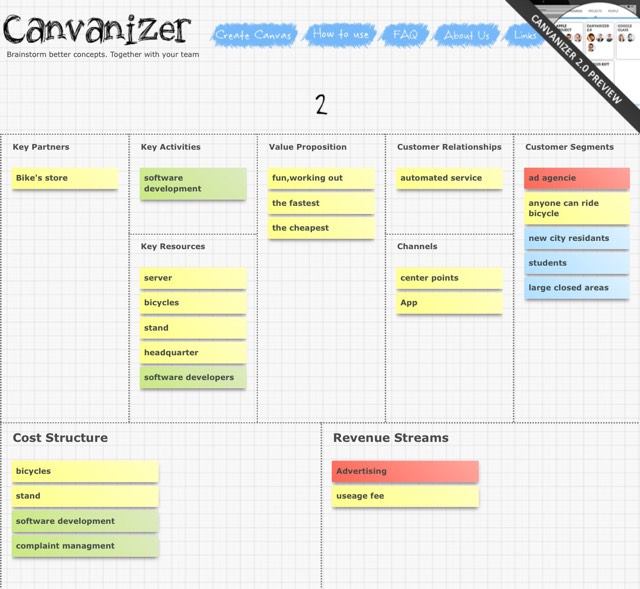 Canvanizer
Brainstorm better concepts. Together with your team
Create Canvas
How to use
FAQ
About Us
Links
CANVANIZER 2.0 PREVIEW
2
Key Partners
Bike's store
Key Activities
software
development
Key Resources
server
bicycles
stand
headquarter
software developers
Value Proposition
fun,working out
the fastest
the cheapest
Customer Relationships
automated service
Channels
center points
App
Customer Segments
ad agencie
anyone can ride
bicycle
new city residants
students
large closed areas
Cost Structure
bicycles
stand
software development
complaint managment
Revenue Streams
Advertising
useage fee